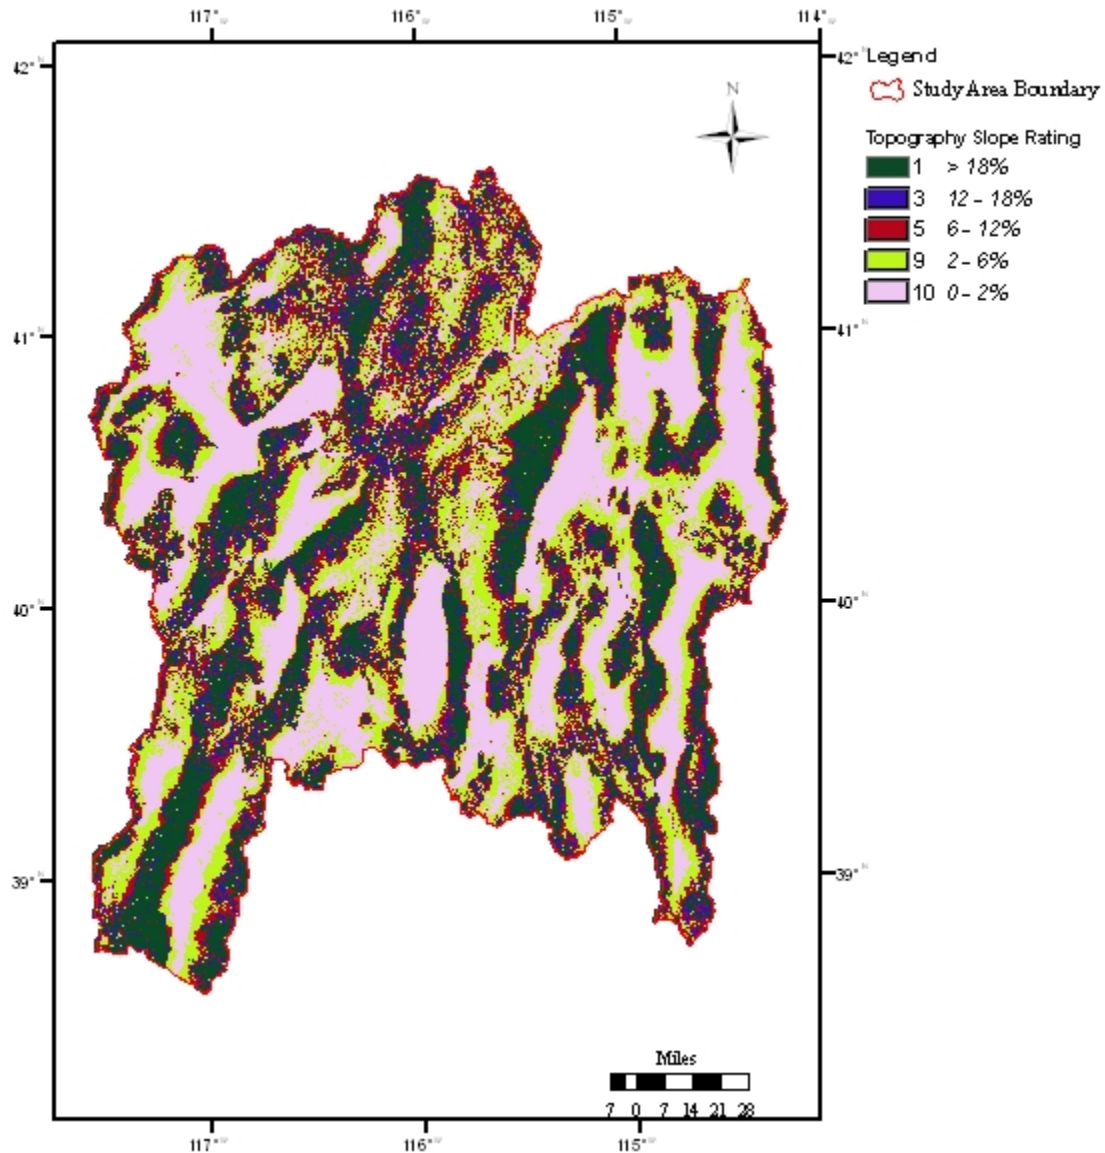 117° W 116° W 115° W 114° W
42° N 42° N Legend
Study Area Boundary
N
Topography Slope Rating
1 > 18%
3 12 - 18%
5 6 - 12%
9 2 - 6%
10 0 - 2%
41° N 41° N
40° N 40° N
39° N 39° N
Miles
7 0 7 14 21 28
117° W 116° W 115° W